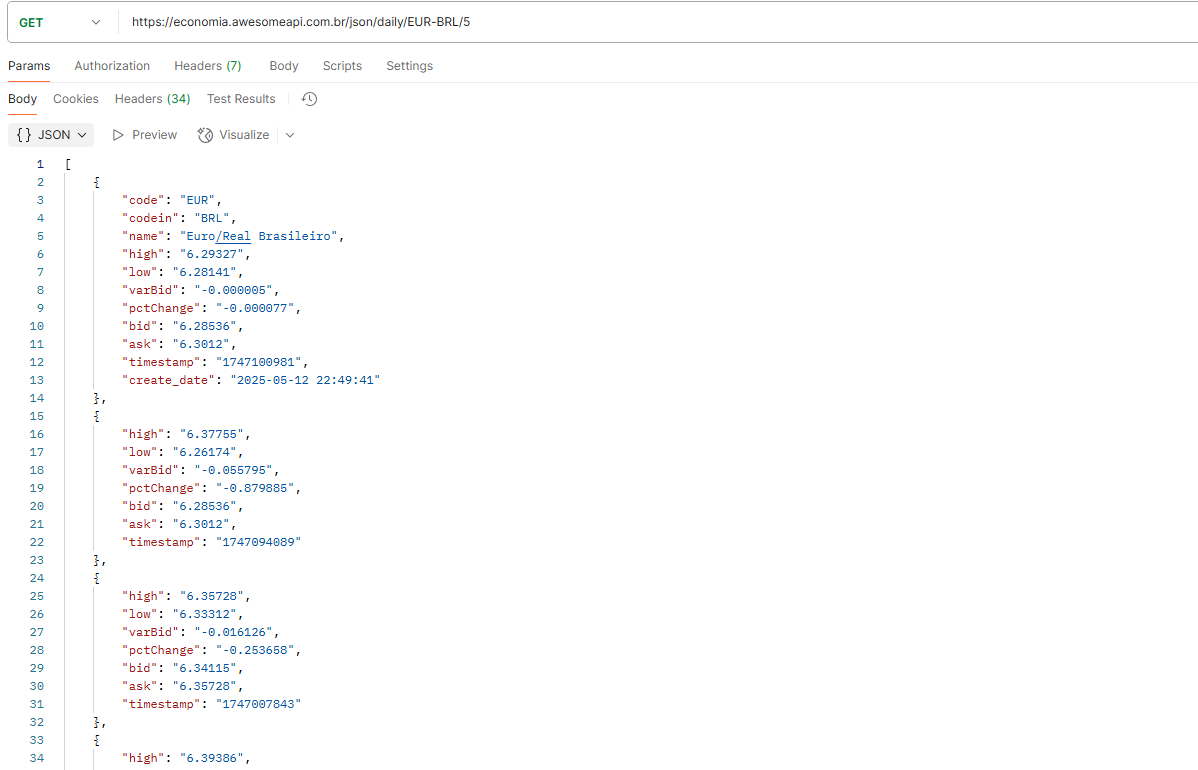 GET https://economia.awesomeapi.com.br/json/daily/EUR-BRL/5
Params Authorization Headers (7) Body Scripts Settings
Body Cookies Headers (34) Test Results
{} JSON Preview Visualize
1 [
2 {
3 "code": "EUR",
4 "codein": "BRL",
5 "name": "Euro/Real Brasileiro",
6 "high": "6.29327",
7 "low": "6.28141",
8 "varBid": "-0.000005",
9 "pctChange": "-0.000077",
10 "bid": "6.28536",
11 "ask": "6.3012",
12 "timestamp": "1747100981",
13 "create_date": "2025-05-12 22:49:41"
14 },
15 {
16 "high": "6.37755",
17 "low": "6.26174",
18 "varBid": "-0.055795",
19 "pctChange": "-0.879885",
20 "bid": "6.28536",
21 "ask": "6.3012",
22 "timestamp": "1747094089"
23 },
24 {
25 "high": "6.35728",
26 "low": "6.33312",
27 "varBid": "-0.016126",
28 "pctChange": "-0.253658",
29 "bid": "6.34115",
30 "ask": "6.35728",
31 "timestamp": "1747007843"
32 },
33 {
34 "high": "6.39386",